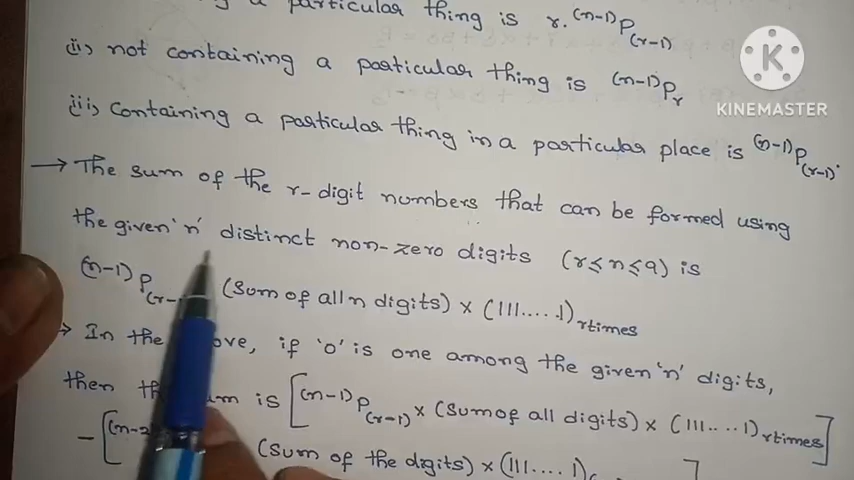 a particular thing is r. (n-1)P(r-1)
(ii) not containing a particular thing is (n-1)Pr
KINEMASTER
(iii) Containing a particular thing in a particular place is (n-1)P(r-1).
→ The sum of the r-digit numbers that can be formed using
the given 'n' distinct non-zero digits (r≤n≤9) is
(n-1)P(r- (sum of all n digits) × (111.....1)r times
→ In the if '0' is one among the given 'n' digits,
then is [(n-1)P(r-1) × (sum of all digits) × (111....1)r times]
-[(n-2) (sum of the digits) × (111....1)( ]